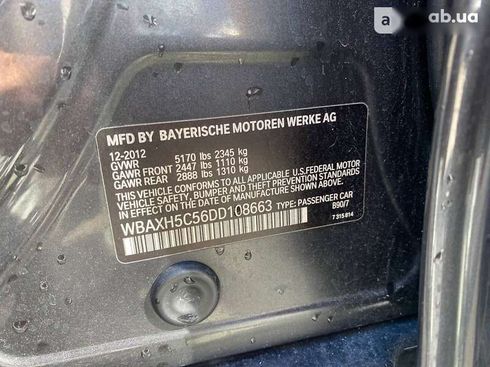 ab.ua
MFD BY BAYERISCHE MOTOREN WERKE AG
12-2012
GVWR 5170 lbs 2345 kg
GAWR FRONT 2447 lbs 1110 kg
GAWR REAR 2888 lbs 1310 kg
THIS VEHICLE CONFORMS TO ALL APPLICABLE U.S.FEDERAL MOTOR
VEHICLE SAFETY, BUMPER AND THEFT PREVENTION STANDARDS
IN EFFECT ON THE DATE OF MANUFACTURE SHOWN ABOVE.
WBAXH5C56DD108663 TYPE: PASSENGER CAR
B90/7
7 315 814